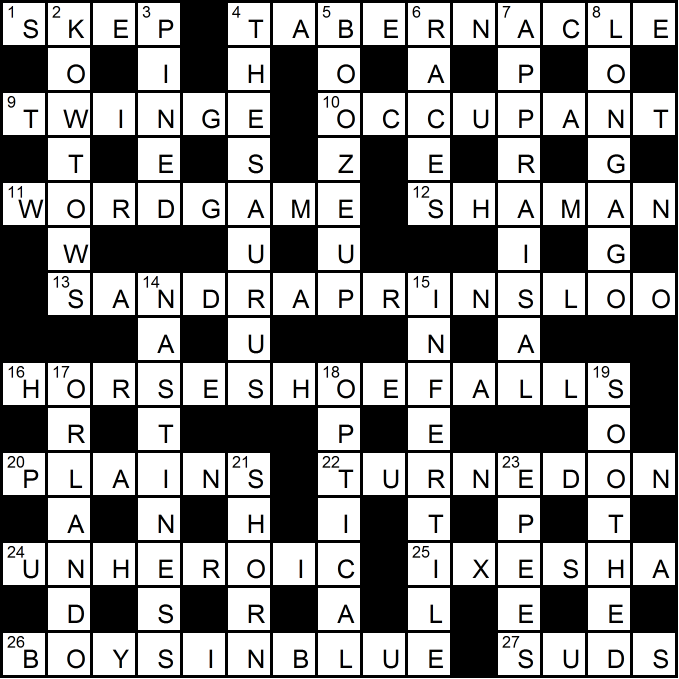 1 S 2 K E 3 P 4 T A 5 B E 6 R N 7 A C 8 L E
O I H O A P O
9 T W I N G E 10 O C C U P A N T
T E S Z E R G
11 W O R D G A M E 12 S H A M A N
W U U I G
13 S A 14 N D R A P R 15 I N S L O O
A U N A
16 H 17 O R S E S H 18 O E F A L L 19 S
R T P E O
20 P L A I N 21 S 22 T U R N 23 E D O N
A N H I T P T
24 U N H E R O I C 25 I X E S H A
D S R A L E E
26 B O Y S I N B L U E 27 S U D S